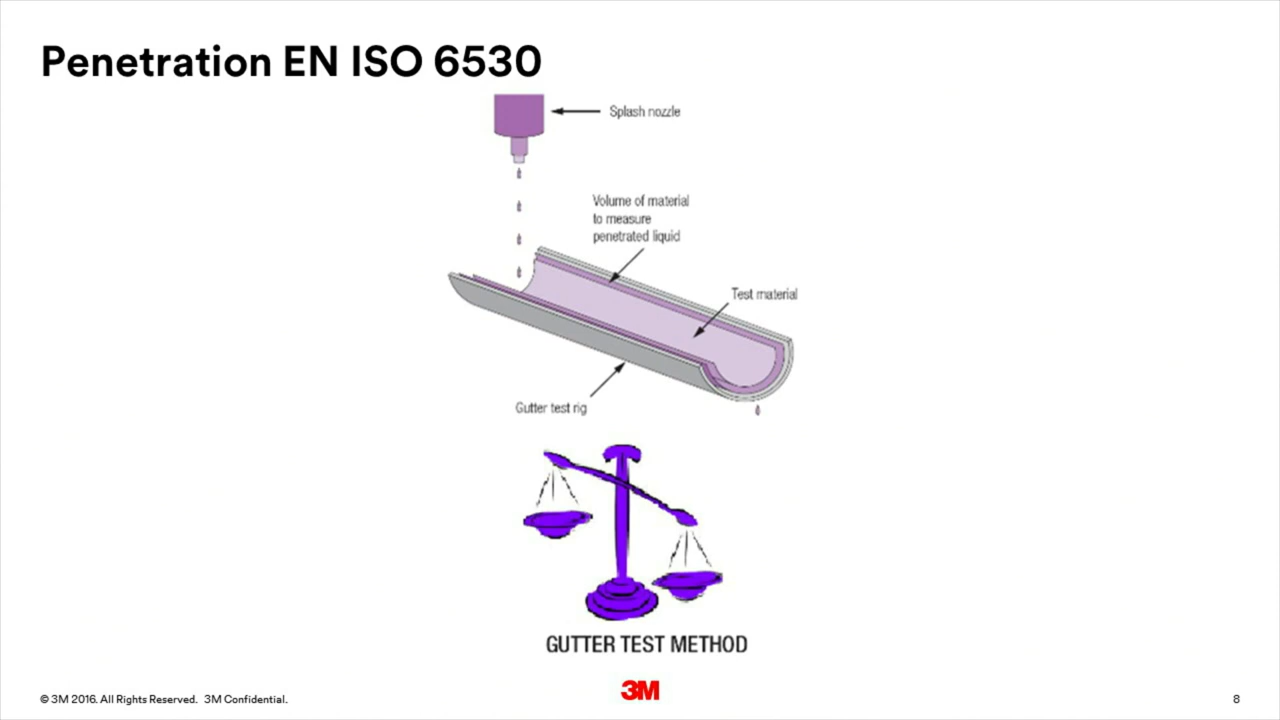 Penetration EN ISO 6530
Splash nozzle
Volume of material
to measure
penetrated liquid
Test material
Gutter test rig
GUTTER TEST METHOD
© 3M 2016. All Rights Reserved. 3M Confidential.
3M
8